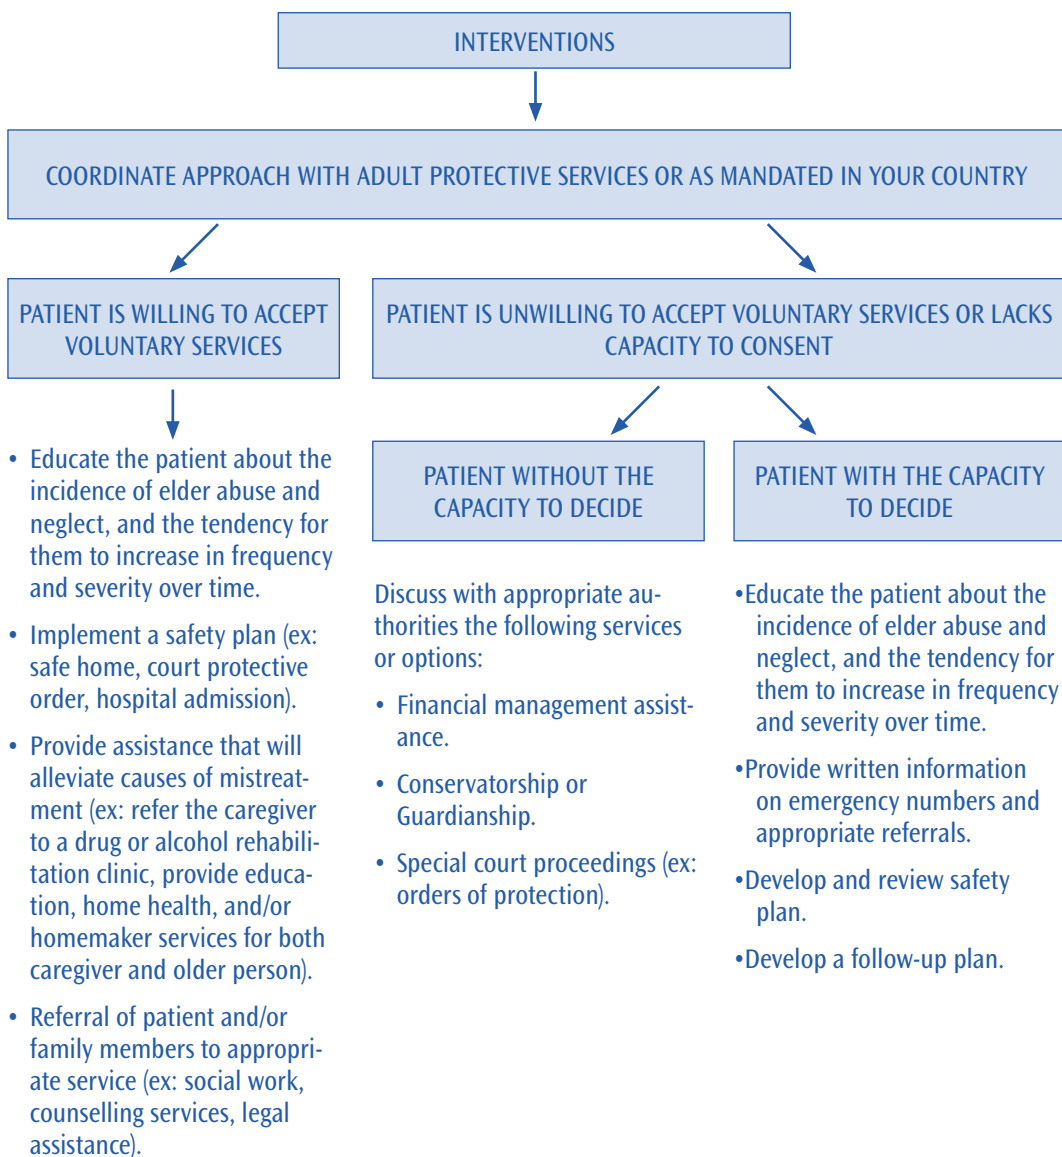 INTERVENTIONS
COORDINATE APPROACH WITH ADULT PROTECTIVE SERVICES OR AS MANDATED IN YOUR COUNTRY
PATIENT IS WILLING TO ACCEPT
VOLUNTARY SERVICES
PATIENT IS UNWILLING TO ACCEPT VOLUNTARY SERVICES OR LACKS
CAPACITY TO CONSENT
• Educate the patient about the
incidence of elder abuse and
neglect, and the tendency for
them to increase in frequency
and severity over time.
• Implement a safety plan (ex:
safe home, court protective
order, hospital admission).
• Provide assistance that will
alleviate causes of mistreat-
ment (ex: refer the caregiver
to a drug or alcohol rehabili-
tation clinic, provide educa-
tion, home health, and/or
homemaker services for both
caregiver and older person).
• Referral of patient and/or
family members to appropri-
ate service (ex: social work,
counselling services, legal
assistance).
PATIENT WITHOUT THE
CAPACITY TO DECIDE
Discuss with appropriate au-
thorities the following services
or options:
• Financial management assist-
ance.
• Conservatorship or
Guardianship.
• Special court proceedings (ex:
orders of protection).
PATIENT WITH THE CAPACITY
TO DECIDE
•Educate the patient about the
incidence of elder abuse and
neglect, and the tendency for
them to increase in frequency
and severity over time.
•Provide written information
on emergency numbers and
appropriate referrals.
•Develop and review safety
plan.
•Develop a follow-up plan.